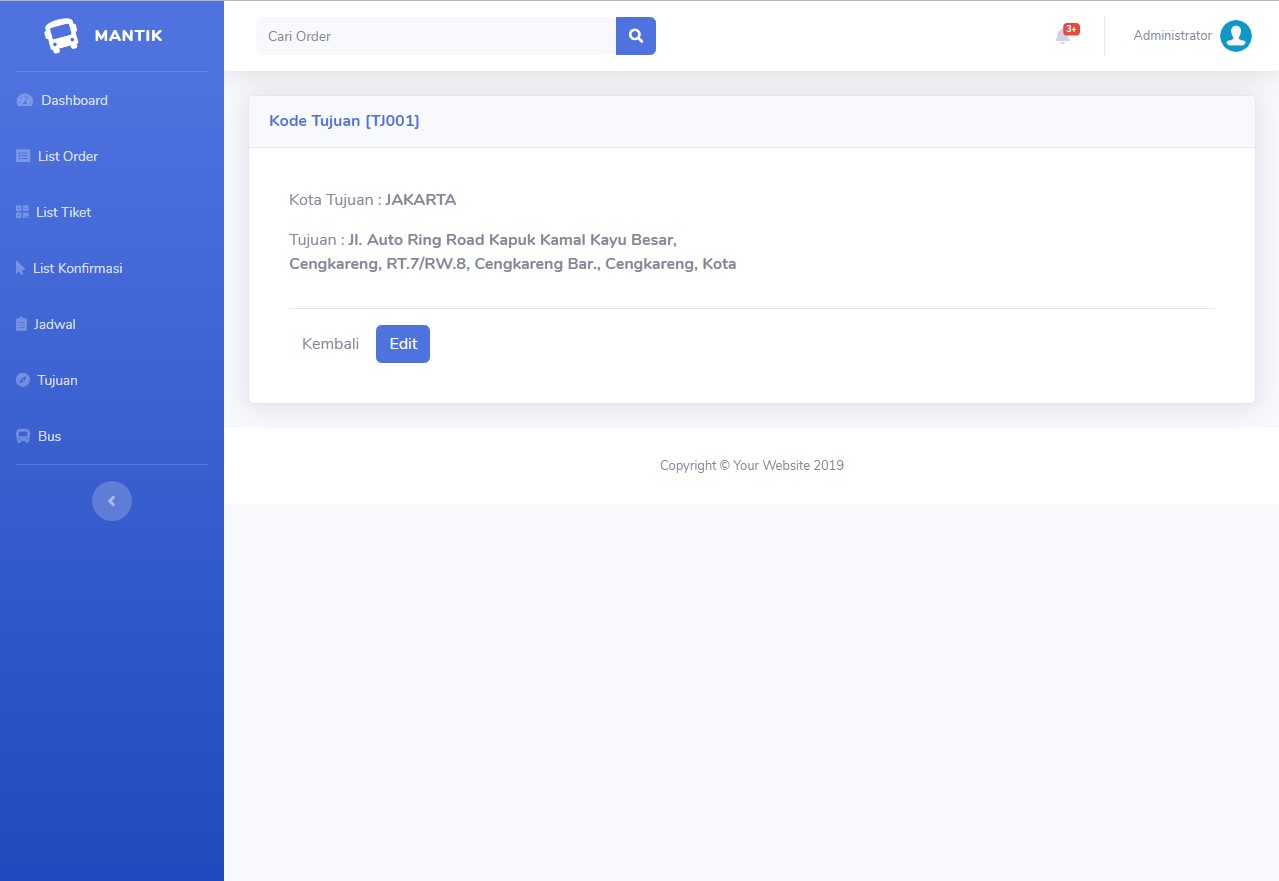 MANTIK
Cari Order
3+
Administrator
Dashboard
List Order
List Tiket
List Konfirmasi
Jadwal
Tujuan
Bus
Kode Tujuan [TJ001]
Kota Tujuan : JAKARTA
Tujuan : Jl. Auto Ring Road Kapuk Kamal Kayu Besar,
Cengkareng, RT.7/RW.8, Cengkareng Bar., Cengkareng, Kota
Kembali
Edit
Copyright © Your Website 2019